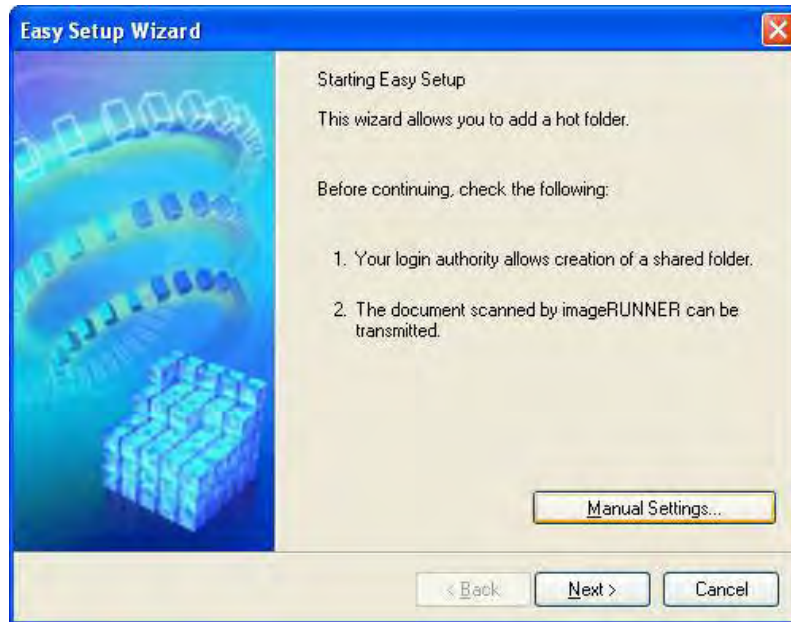 Easy Setup Wizard
Starting Easy Setup
This wizard allows you to add a hot folder.
Before continuing, check the following:
1. Your login authority allows creation of a shared folder.
2. The document scanned by imageRUNNER can be
transmitted.
Manual Settings...
< Back Next > Cancel